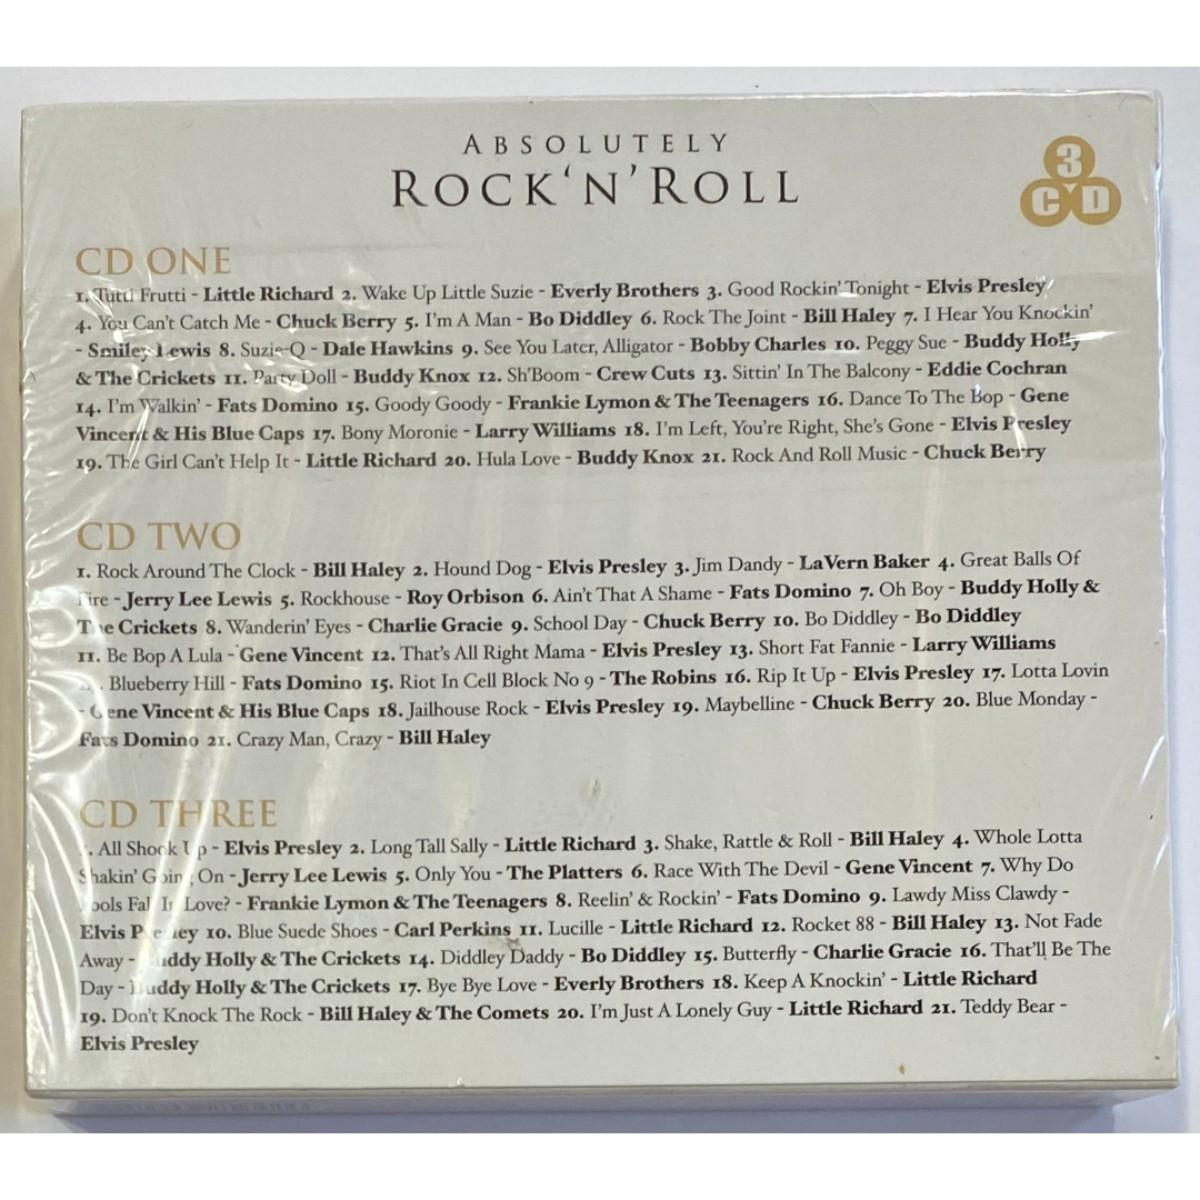 ABSOLUTELY
ROCK'N'ROLL
3
CD
CD ONE
1. Tutti Frutti - Little Richard 2. Wake Up Little Suzie - Everly Brothers 3. Good Rockin' Tonight - Elvis Presley
4. You Can't Catch Me - Chuck Berry 5. I'm A Man - Bo Diddley 6. Rock The Joint - Bill Haley 7. I Hear You Knockin'
- Smiley Lewis 8. Suzie-Q - Dale Hawkins 9. See You Later, Alligator - Bobby Charles 10. Peggy Sue - Buddy Holly
& The Crickets 11. Party Doll - Buddy Knox 12. Sh'Boom - Crew Cuts 13. Sittin' In The Balcony - Eddie Cochran
14. I'm Walkin' - Fats Domino 15. Goody Goody - Frankie Lymon & The Teenagers 16. Dance To The Bop - Gene
Vincent & His Blue Caps 17. Bony Moronie - Larry Williams 18. I'm Left, You're Right, She's Gone - Elvis Presley
19. The Girl Can't Help It - Little Richard 20. Hula Love - Buddy Knox 21. Rock And Roll Music - Chuck Berry
CD TWO
1. Rock Around The Clock - Bill Haley 2. Hound Dog - Elvis Presley 3. Jim Dandy - LaVern Baker 4. Great Balls Of
Fire - Jerry Lee Lewis 5. Rockhouse - Roy Orbison 6. Ain't That A Shame - Fats Domino 7. Oh Boy - Buddy Holly &
The Crickets 8. Wanderin' Eyes - Charlie Gracie 9. School Day - Chuck Berry 10. Bo Diddley - Bo Diddley
11. Be Bop A Lula - Gene Vincent 12. That's All Right Mama - Elvis Presley 13. Short Fat Fannie - Larry Williams
Blueberry Hill - Fats Domino 15. Riot In Cell Block No 9 - The Robins 16. Rip It Up - Elvis Presley 17. Lotta Lovin
- Gene Vincent & His Blue Caps 18. Jailhouse Rock - Elvis Presley 19. Maybelline - Chuck Berry 20. Blue Monday -
Fats Domino 21. Crazy Man, Crazy - Bill Haley
CD THREE
All Shook Up - Elvis Presley 2. Long Tall Sally - Little Richard 3. Shake, Rattle & Roll - Bill Haley 4. Whole Lotta
Shakin' Going On - Jerry Lee Lewis 5. Only You - The Platters 6. Race With The Devil - Gene Vincent 7. Why Do
Fools Fall In Love? - Frankie Lymon & The Teenagers 8. Reelin' & Rockin' - Fats Domino 9. Lawdy Miss Clawdy -
Elvis Presley 10. Blue Suede Shoes - Carl Perkins 11. Lucille - Little Richard 12. Rocket 88 - Bill Haley 13. Not Fade
Away - Buddy Holly & The Crickets 14. Diddley Daddy - Bo Diddley 15. Butterfly - Charlie Gracie 16. That'll Be The
Day - Buddy Holly & The Crickets 17. Bye Bye Love - Everly Brothers 18. Keep A Knockin' - Little Richard
19. Don't Knock The Rock - Bill Haley & The Comets 20. I'm Just A Lonely Guy - Little Richard 21. Teddy Bear -
Elvis Presley